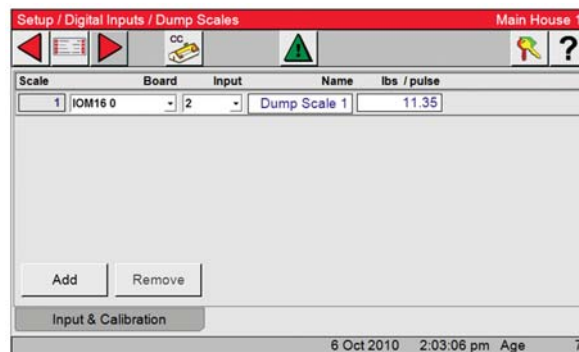 Setup / Digital Inputs / Dump Scales Main House 1
CC
?
Scale Board Input Name lbs / pulse
1 IOM16 0 2 Dump Scale 1 11.35
Add Remove
Input & Calibration
6 Oct 2010 2:03:06 pm Age 7